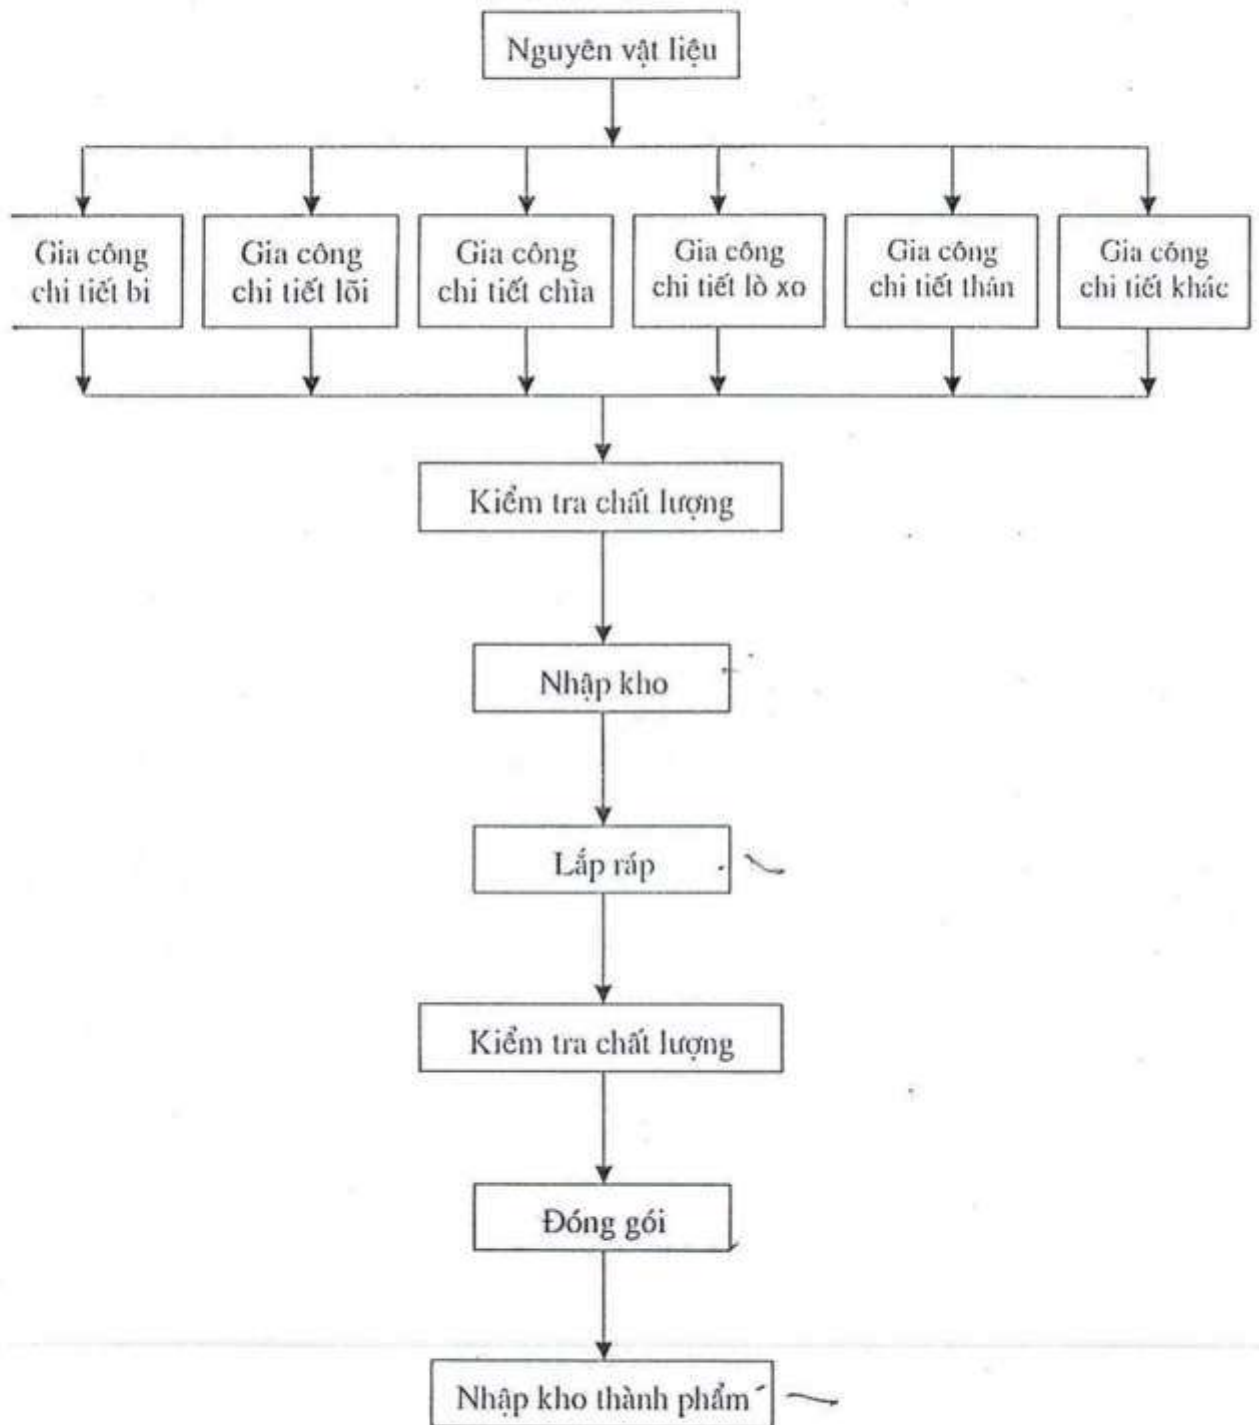 Nguyên vật liệu
Gia công
chi tiết bi
Gia công
chi tiết lõi
Gia công
chi tiết chìa
Gia công
chi tiết lò xo
Gia công
chi tiết thân
Gia công
chi tiết khác
Kiểm tra chất lượng
Nhập kho
Lắp ráp
Kiểm tra chất lượng
Đóng gói
Nhập kho thành phẩm